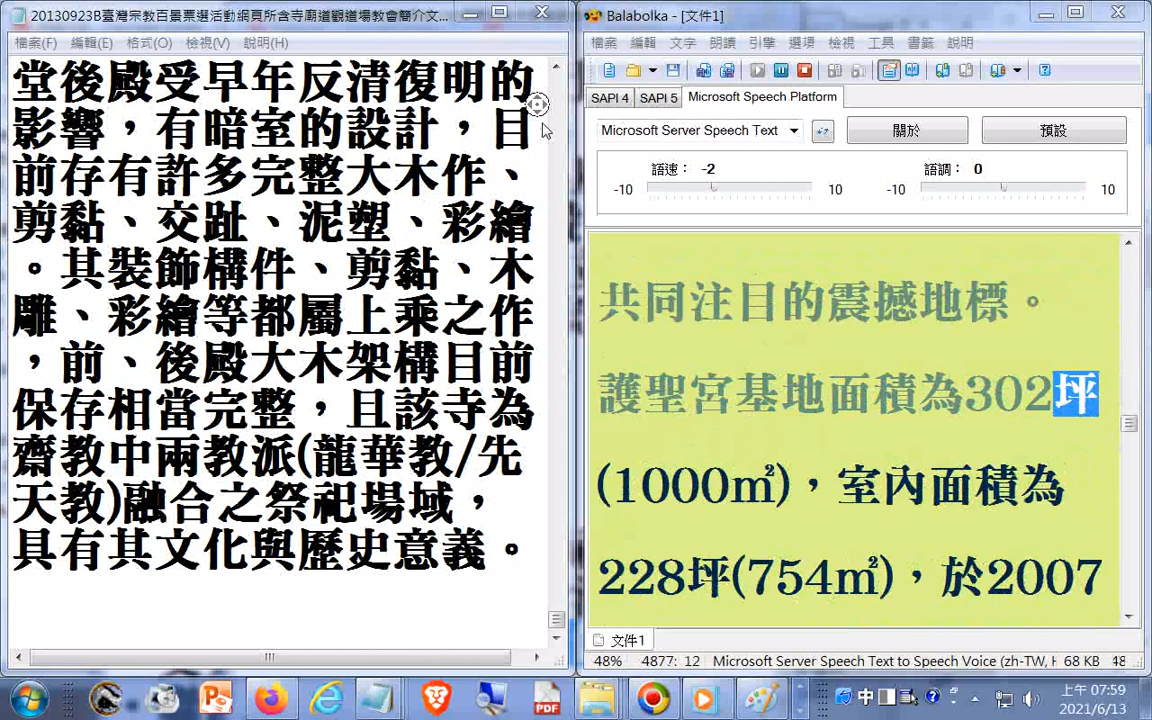 20130923B臺灣宗教百景票選活動網頁所含寺廟道觀道場教會簡介文...
檔案(F) 編輯(E) 格式(O) 檢視(V) 說明(H)
堂後殿受早年反清復明的
影響，有暗室的設計，目
前存有許多完整大木作、
剪黏、交趾、泥塑、彩繪
。其裝飾構件、剪黏、木
雕、彩繪等都屬上乘之作
，前、後殿大木架構目前
保存相當完整，且該寺為
齋教中兩教派(龍華教/先
天教)融合之祭祀場域，
具有其文化與歷史意義。
Balabolka - [文件1]
檔案 編輯 文字 朗讀 引擎 選項 檢視 工具 書籤 說明
SAPI 4 SAPI 5 Microsoft Speech Platform
Microsoft Server Speech Text 關於 預設
語速： -2 語調： 0
-10 10 -10 10
共同注目的震撼地標。
護聖宮基地面積為302坪
(1000㎡)，室內面積為
228坪(754㎡)，於2007
文件1
48% 4877: 12 Microsoft Server Speech Text to Speech Voice (zh-TW, H 68 KB 48
PDF
中
上午 07:59
2021/6/13